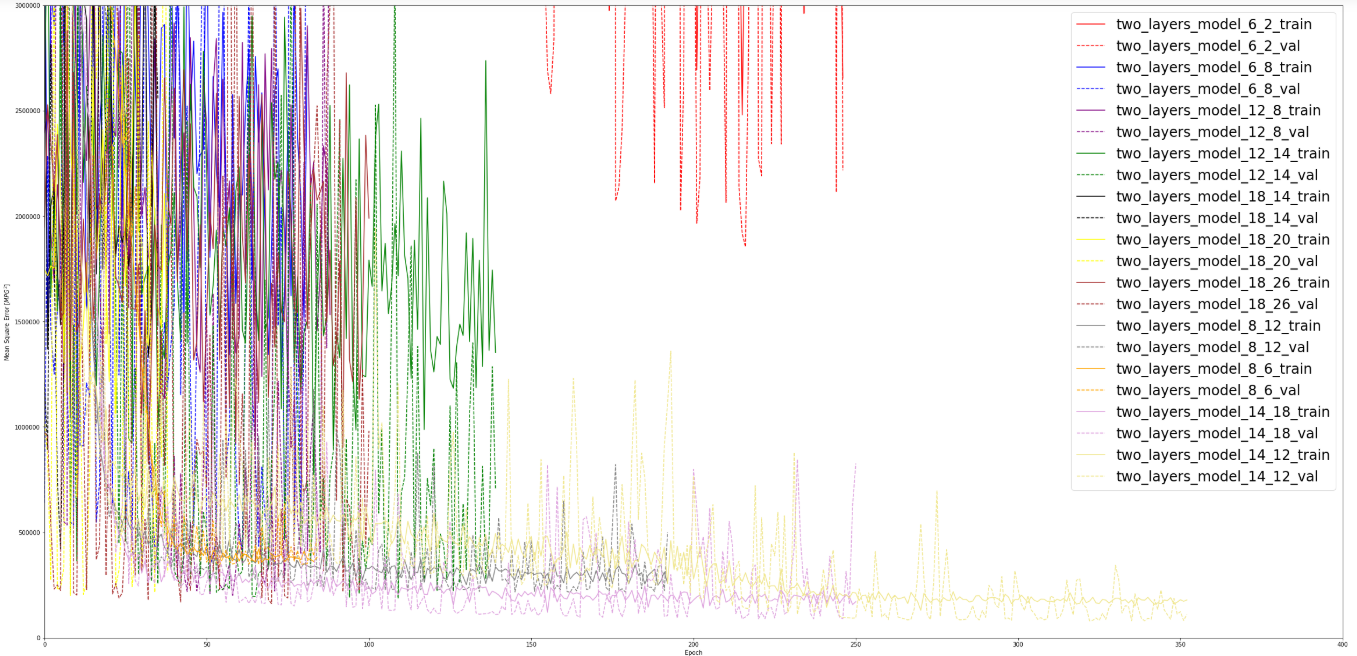 3000000
2500000
2000000
1500000
1000000
500000
0
Mean Square Error [MPG²]
0 50 100 150 200 250 300 350 400
Epoch
two_layers_model_6_2_train
two_layers_model_6_2_val
two_layers_model_6_8_train
two_layers_model_6_8_val
two_layers_model_12_8_train
two_layers_model_12_8_val
two_layers_model_12_14_train
two_layers_model_12_14_val
two_layers_model_18_14_train
two_layers_model_18_14_val
two_layers_model_18_20_train
two_layers_model_18_20_val
two_layers_model_18_26_train
two_layers_model_18_26_val
two_layers_model_8_12_train
two_layers_model_8_12_val
two_layers_model_8_6_train
two_layers_model_8_6_val
two_layers_model_14_18_train
two_layers_model_14_18_val
two_layers_model_14_12_train
two_layers_model_14_12_val